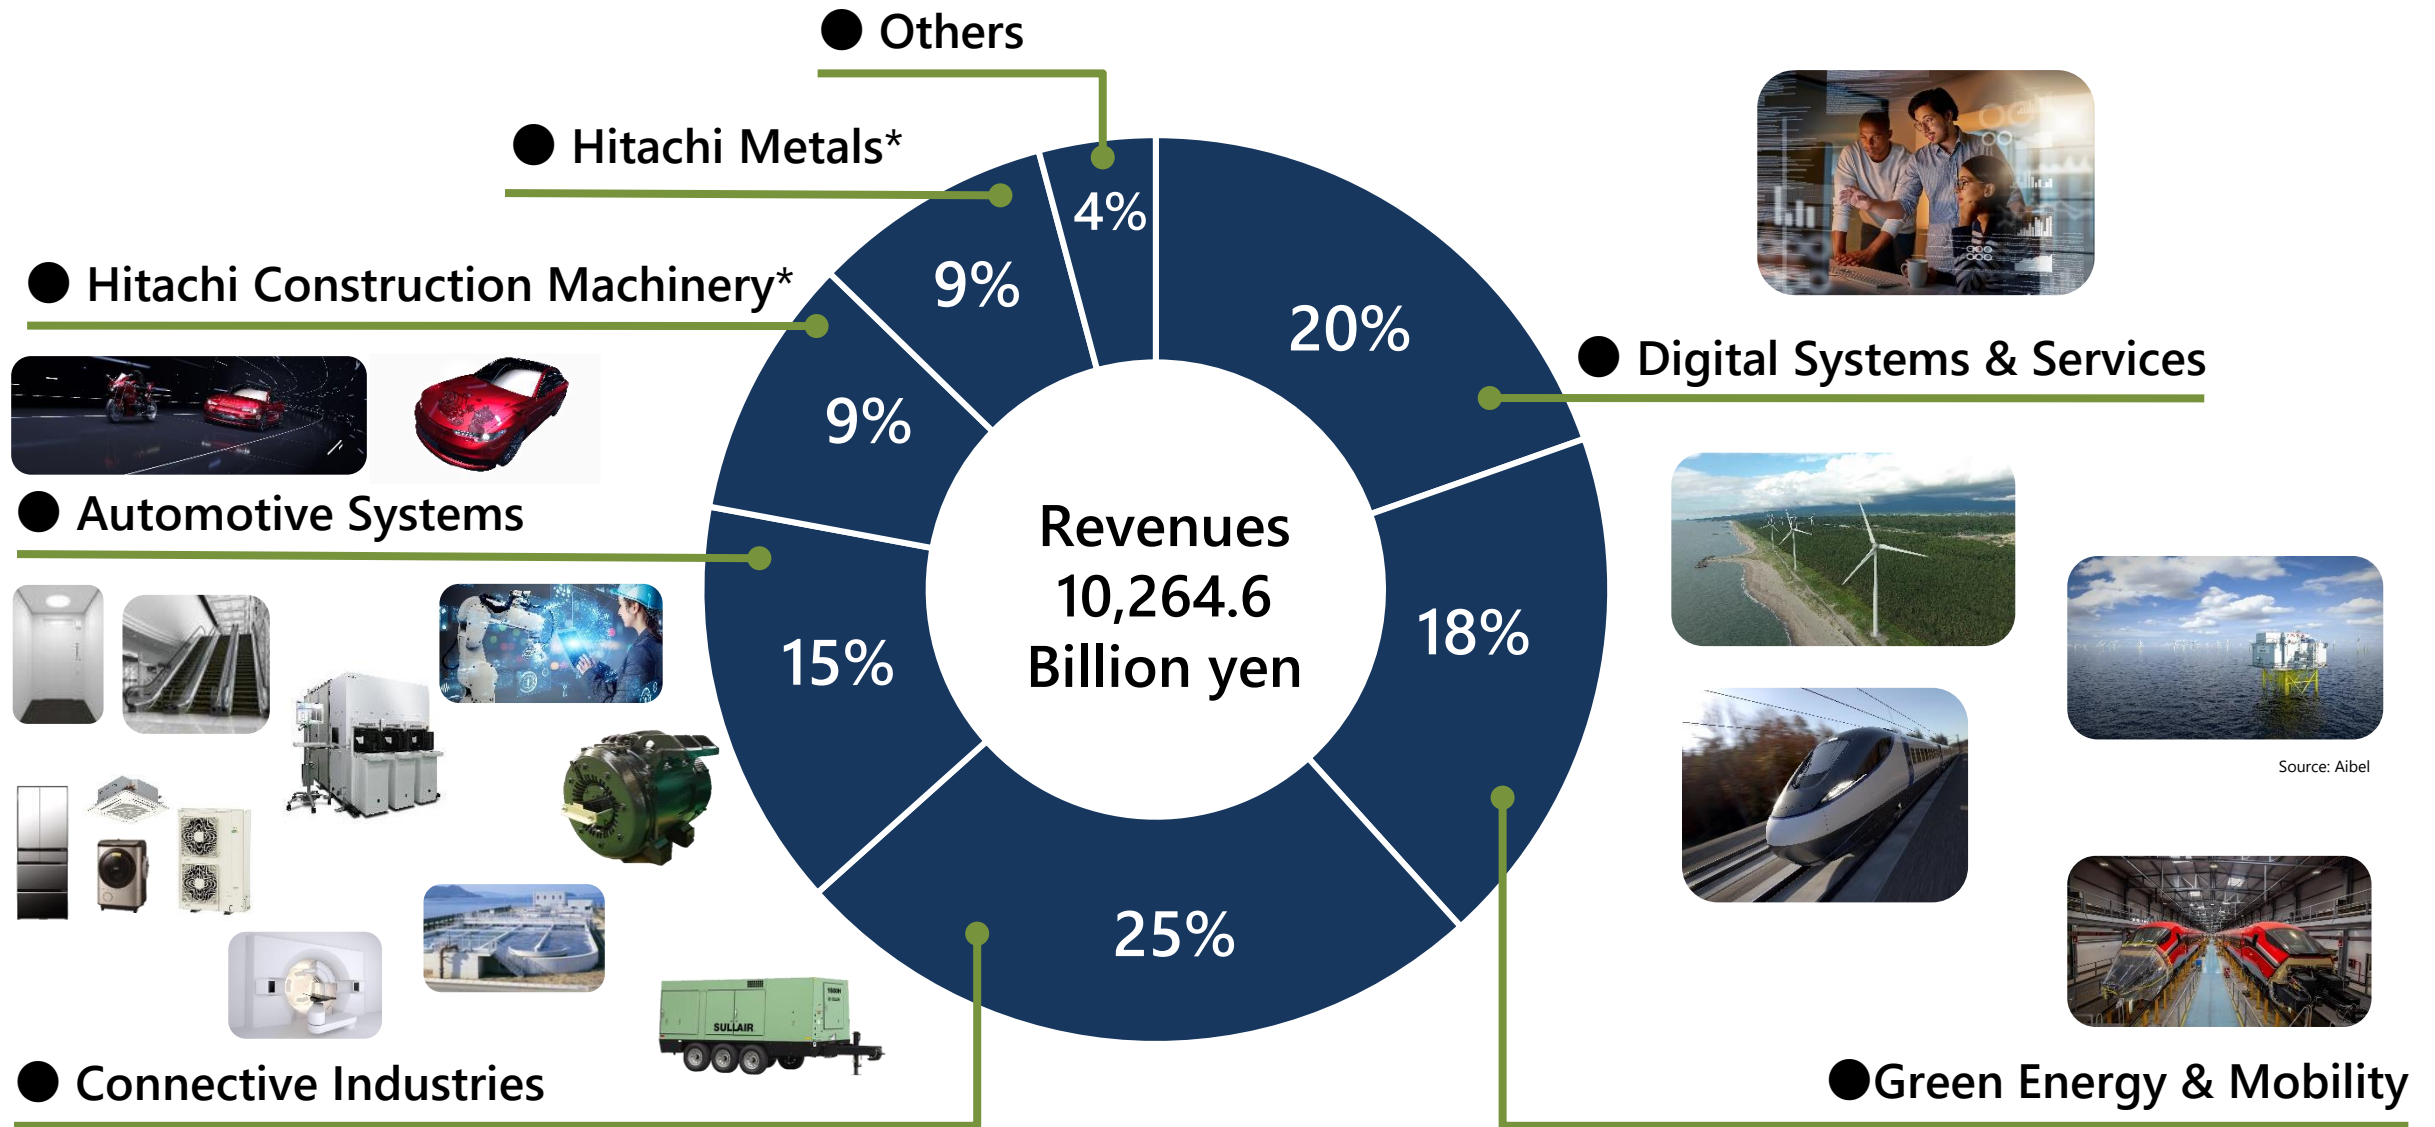 ● Others
● Hitachi Metals*
● Hitachi Construction Machinery*
4%
9%
20%
● Digital Systems & Services
9%
● Automotive Systems
Revenues
10,264.6
Billion yen
18%
15%
Source: Aibel
25%
SULLAIR
● Connective Industries
●Green Energy & Mobility